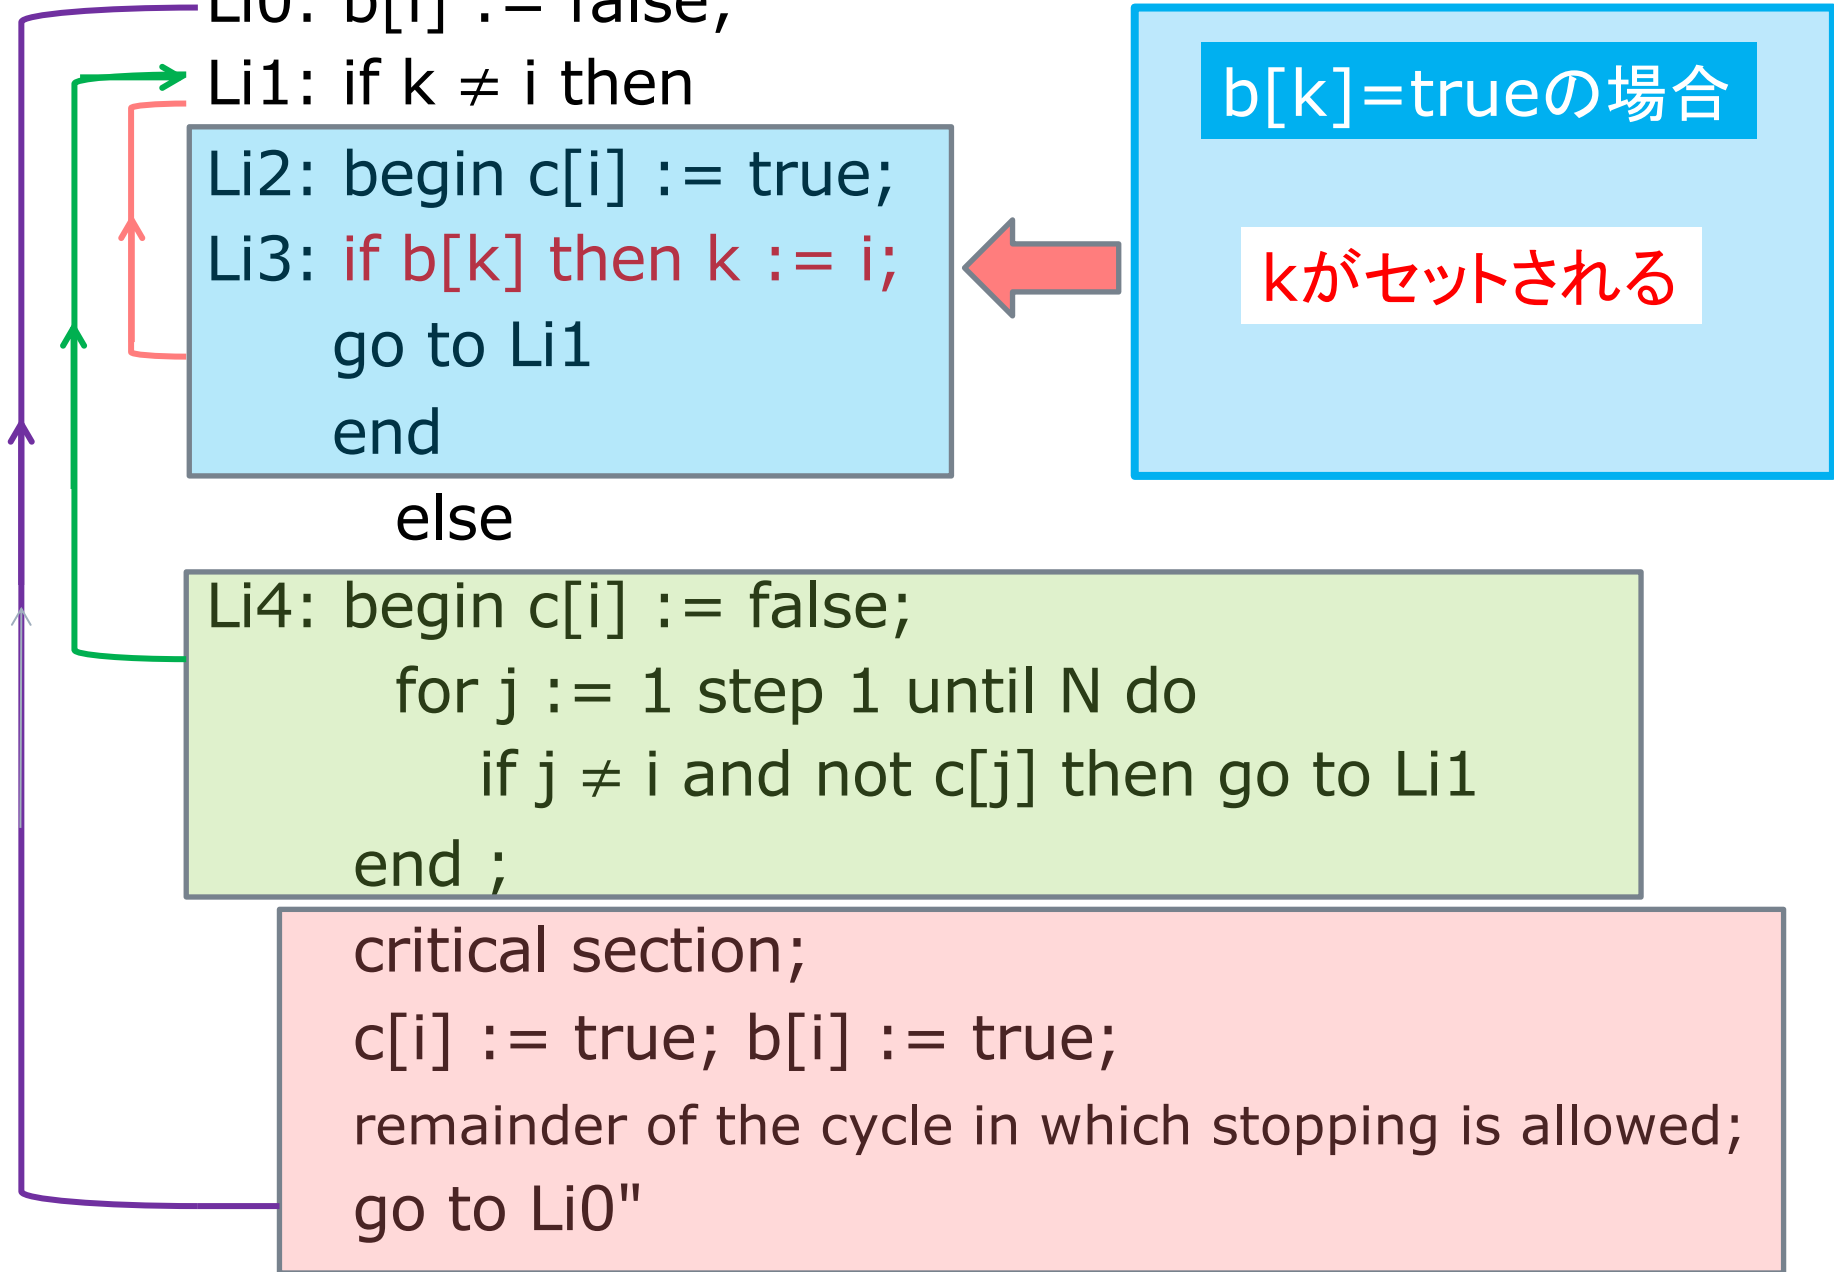 Li0: b[i] := false;
Li1: if k ≠ i then
Li2: begin c[i] := true;
Li3: if b[k] then k := i;
go to Li1
end
else
Li4: begin c[i] := false;
for j := 1 step 1 until N do
if j ≠ i and not c[j] then go to Li1
end ;
critical section;
c[i] := true; b[i] := true;
remainder of the cycle in which stopping is allowed;
go to Li0"
b[k]=trueの場合
kがセットされる